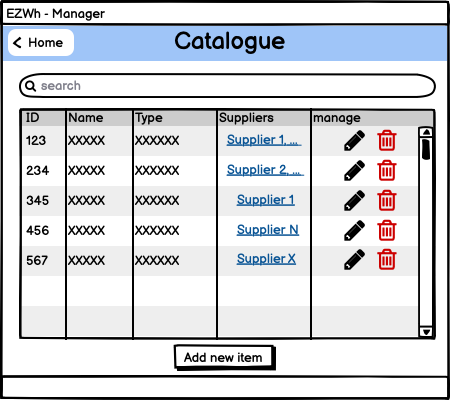 EZWh - Manager
Home
Catalogue
search
ID Name Type Suppliers manage
123 XXXXX XXXXXX Supplier 1, ...
234 XXXXX XXXXXX Supplier 2, ...
345 XXXXX XXXXXX Supplier 1
456 XXXXX XXXXXX Supplier N
567 XXXXX XXXXXX Supplier X
Add new item